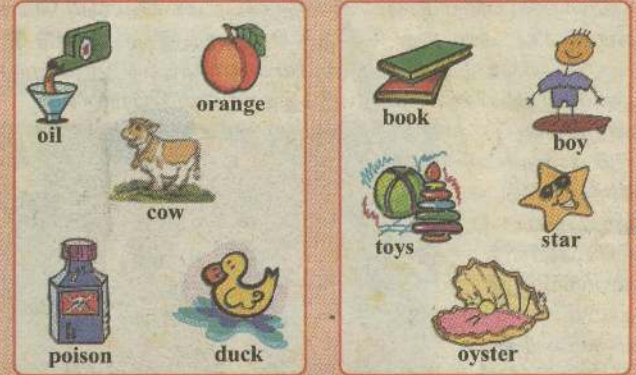 oil
orange
cow
poison
duck
book
boy
toys
star
oyster